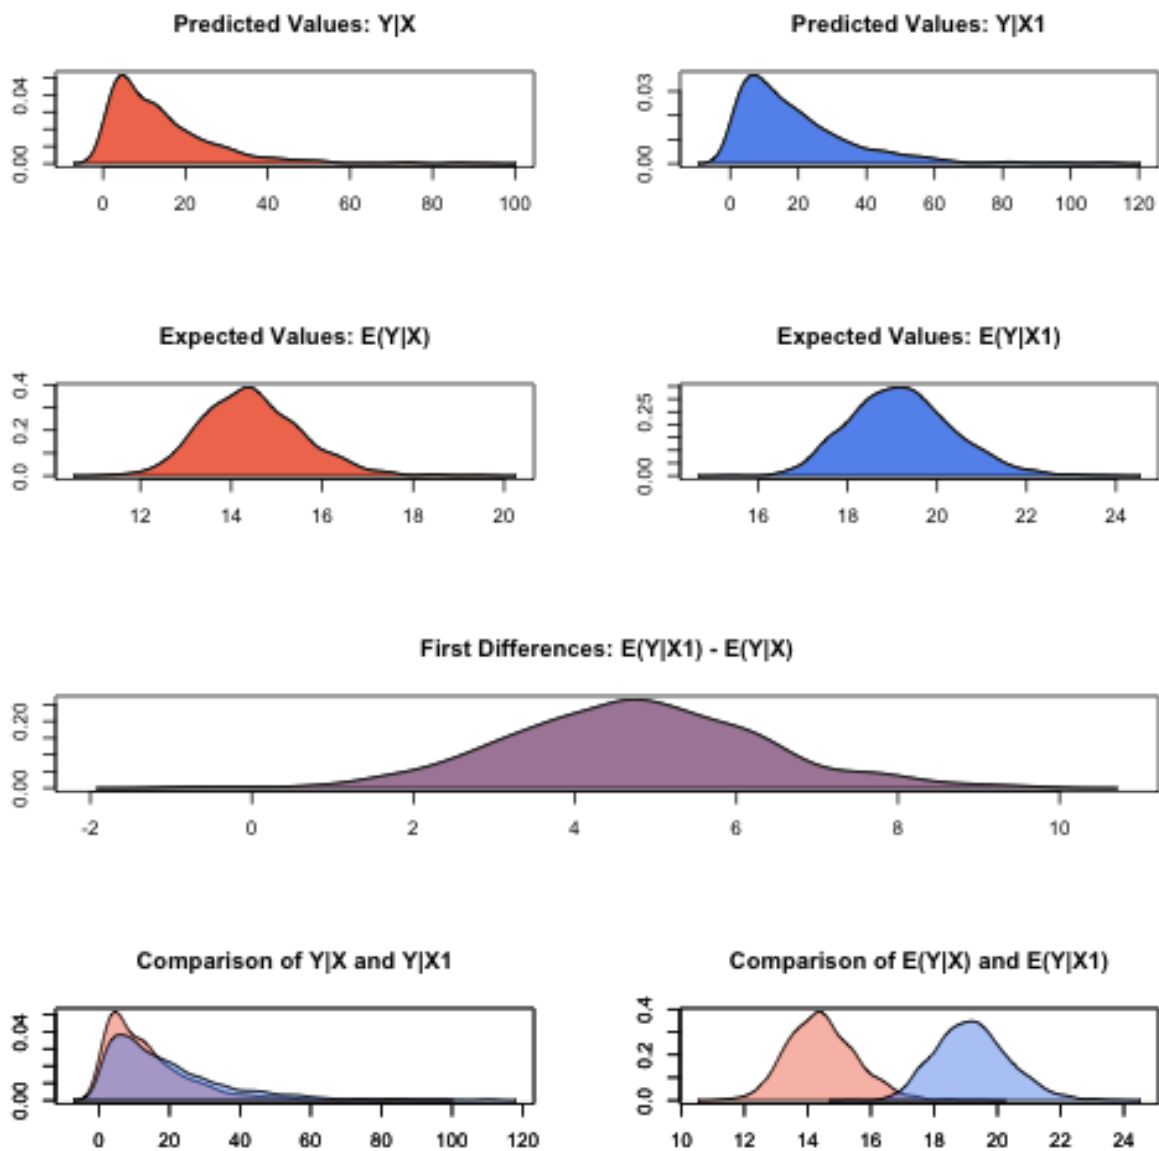 Predicted Values: Y|X
0.00 0.04
0 20 40 60 80 100
Predicted Values: Y|X1
0.00 0.03
0 20 40 60 80 100 120
Expected Values: E(Y|X)
0.0 0.2 0.4
12 14 16 18 20
Expected Values: E(Y|X1)
0.00 0.25
16 18 20 22 24
First Differences: E(Y|X1) - E(Y|X)
0.00 0.20
-2 0 2 4 6 8 10
Comparison of Y|X and Y|X1
0.00 0.04
0 20 40 60 80 100 120
Comparison of E(Y|X) and E(Y|X1)
0.0 0.2 0.4
10 12 14 16 18 20 22 24